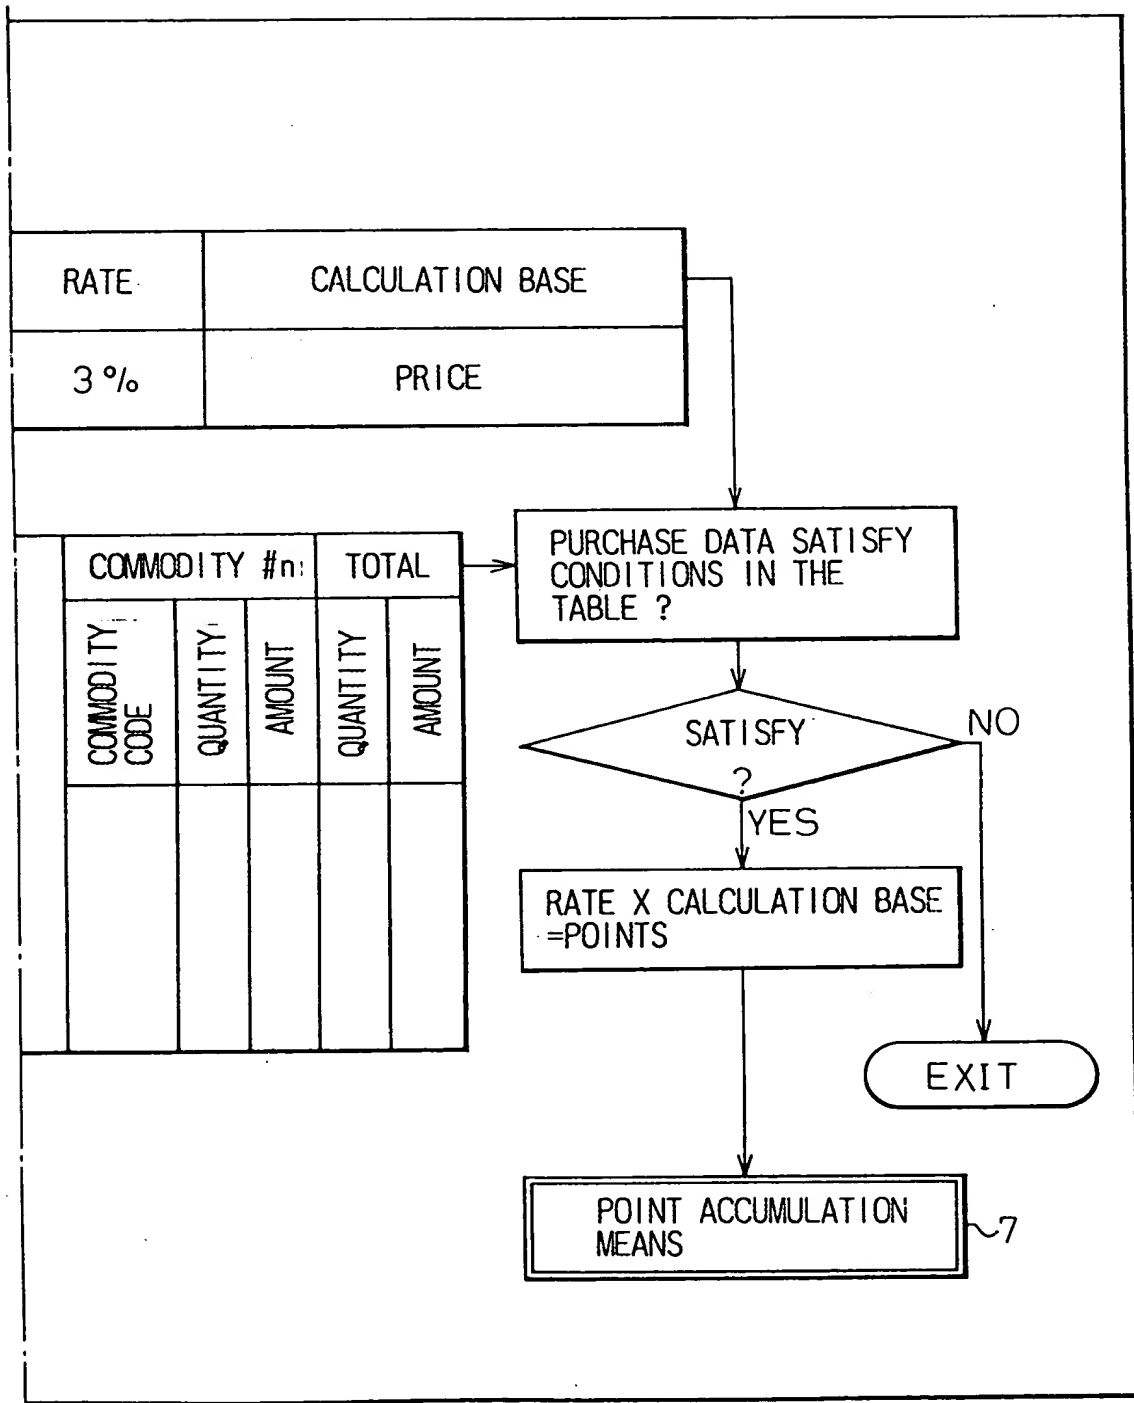 RATE
CALCULATION BASE
3%
PRICE
COMMODITY #n
TOTAL
COMMODITY
CODE
QUANTITY
AMOUNT
QUANTITY
AMOUNT
PURCHASE DATA SATISFY
CONDITIONS IN THE
TABLE ?
SATISFY
?
NO
YES
RATE X CALCULATION BASE
=POINTS
EXIT
POINT ACCUMULATION
MEANS
7